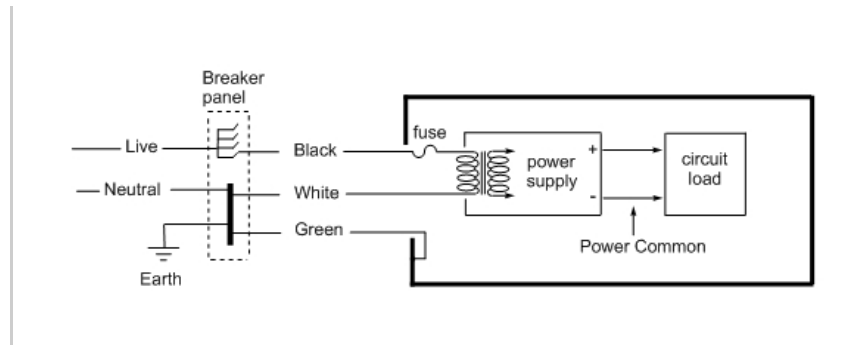 Breaker
panel
Live
Black
fuse
power
supply
+
-
circuit
load
Neutral
White
Green
Power Common
Earth